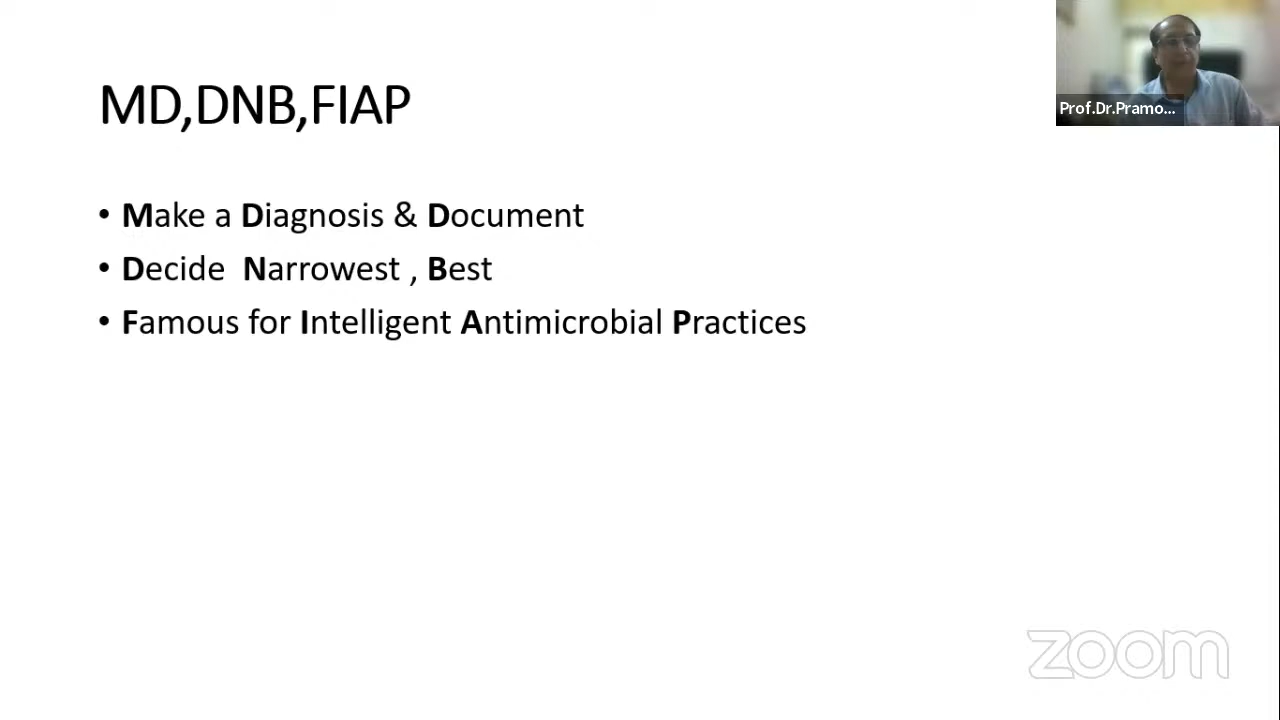 MD,DNB,FIAP
Prof.Dr.Pramo...
• Make a Diagnosis & Document
• Decide Narrowest , Best
• Famous for Intelligent Antimicrobial Practices
zoom